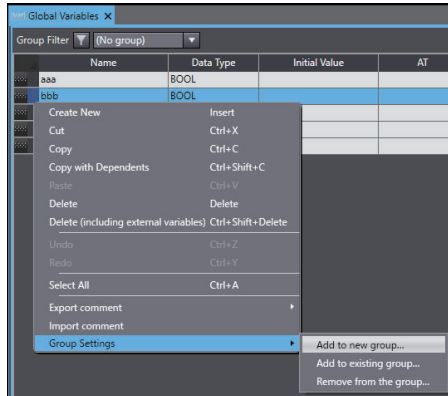 Global Variables X
Group Filter (No group)
Name Data Type Initial Value AT
aaa BOOL
bbb BOOL
Create New Insert
Cut Ctrl+X
Copy Ctrl+C
Copy with Dependents Ctrl+Shift+C
Paste Ctrl+V
Delete Delete
Delete (including external variables) Ctrl+Shift+Delete
Undo Ctrl+Z
Redo Ctrl+Y
Select All Ctrl+A
Export comment
Import comment
Group Settings
Add to new group...
Add to existing group...
Remove from the group...